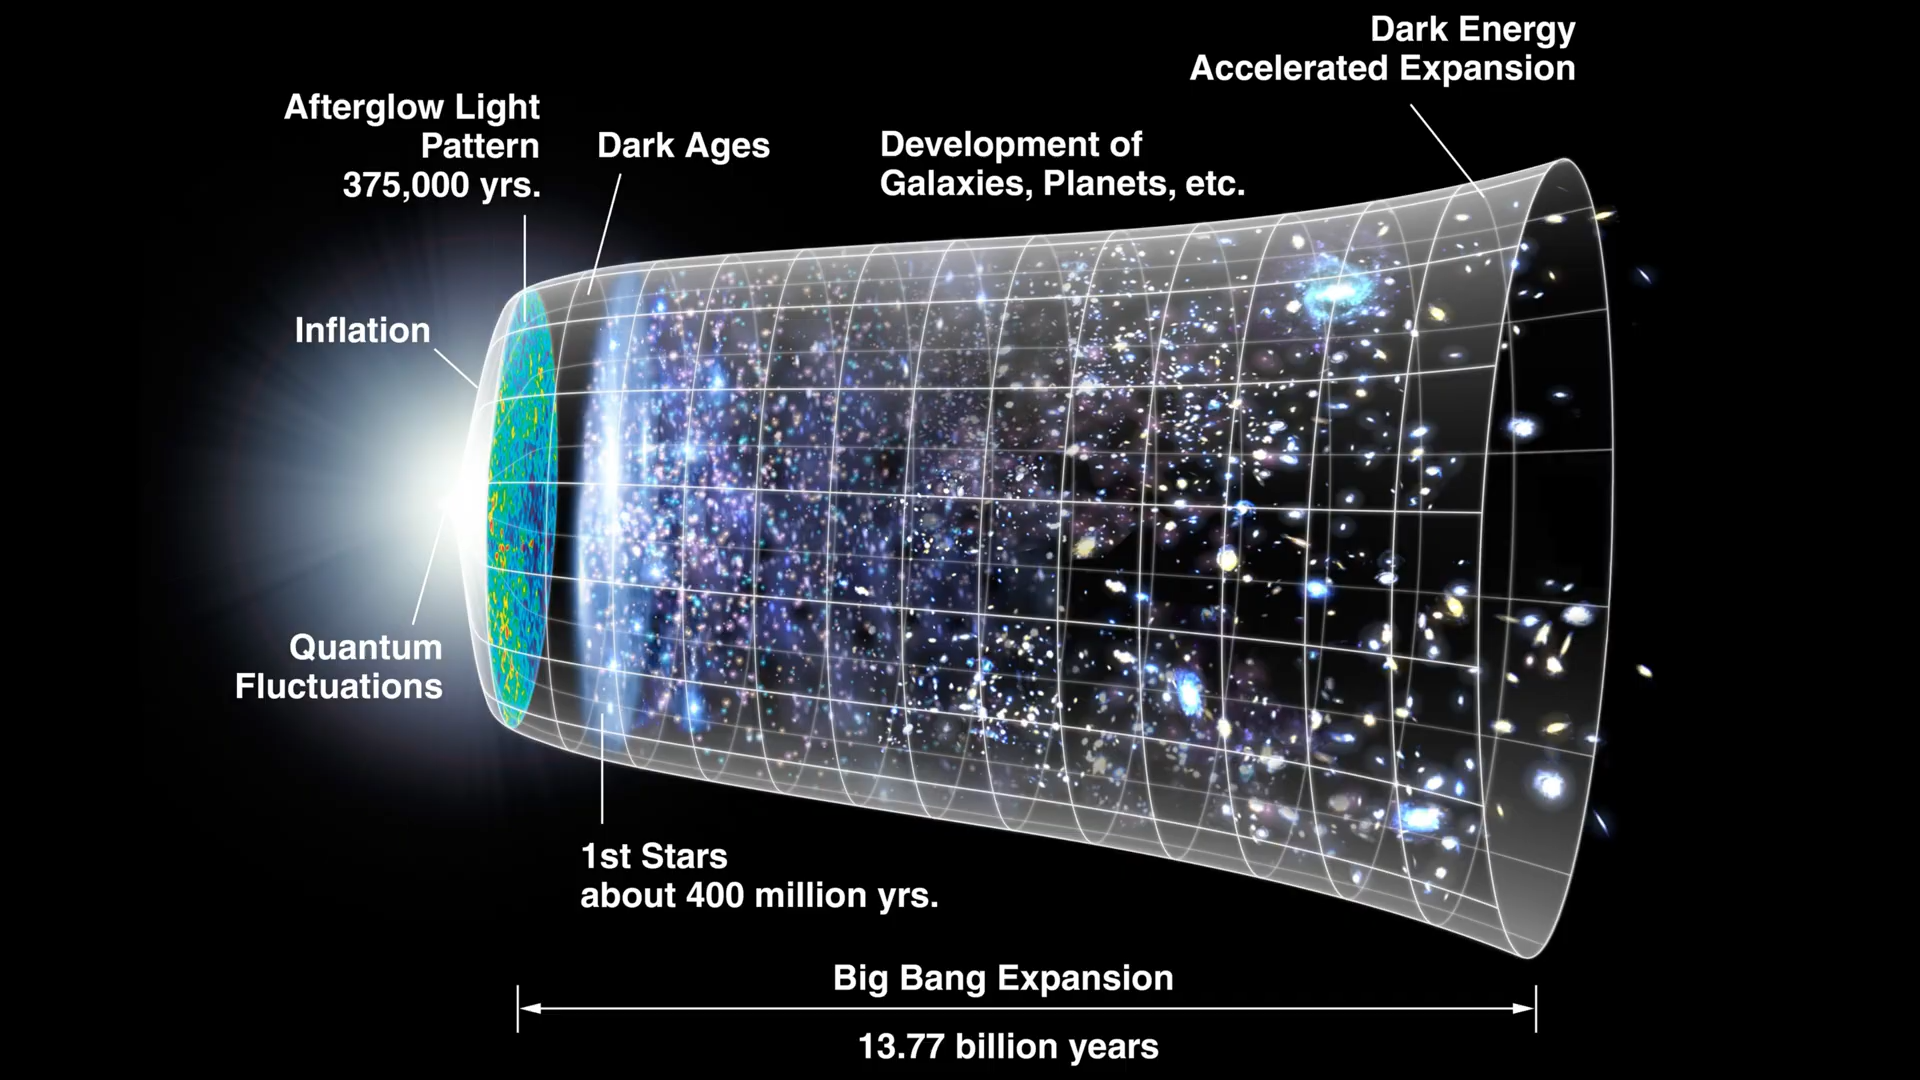 Dark Energy
Accelerated Expansion
Afterglow Light
Pattern
375,000 yrs.
Dark Ages
Development of
Galaxies, Planets, etc.
Inflation
Quantum
Fluctuations
1st Stars
about 400 million yrs.
Big Bang Expansion
13.77 billion years